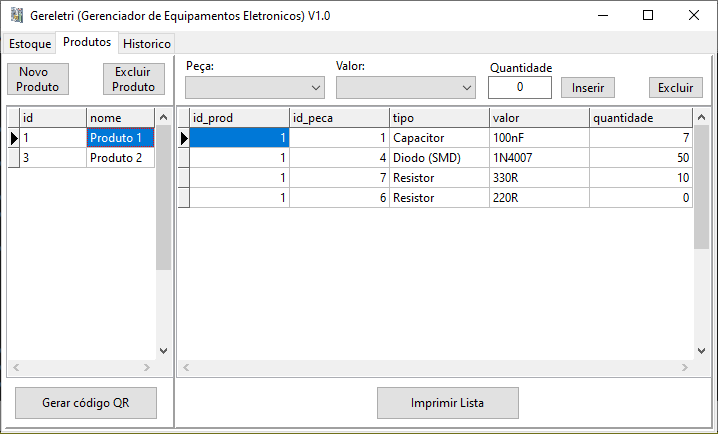 Gereletri (Gerenciador de Equipamentos Eletronicos) V1.0
Estoque Produtos Historico
Novo Produto
Excluir Produto
Peça:
Valor:
Quantidade
0
Inserir
Excluir
id nome
1 Produto 1
3 Produto 2
id_prod id_peca tipo valor quantidade
1 1 Capacitor 100nF 7
1 4 Diodo (SMD) 1N4007 50
1 7 Resistor 330R 10
1 6 Resistor 220R 0
Gerar código QR
Imprimir Lista